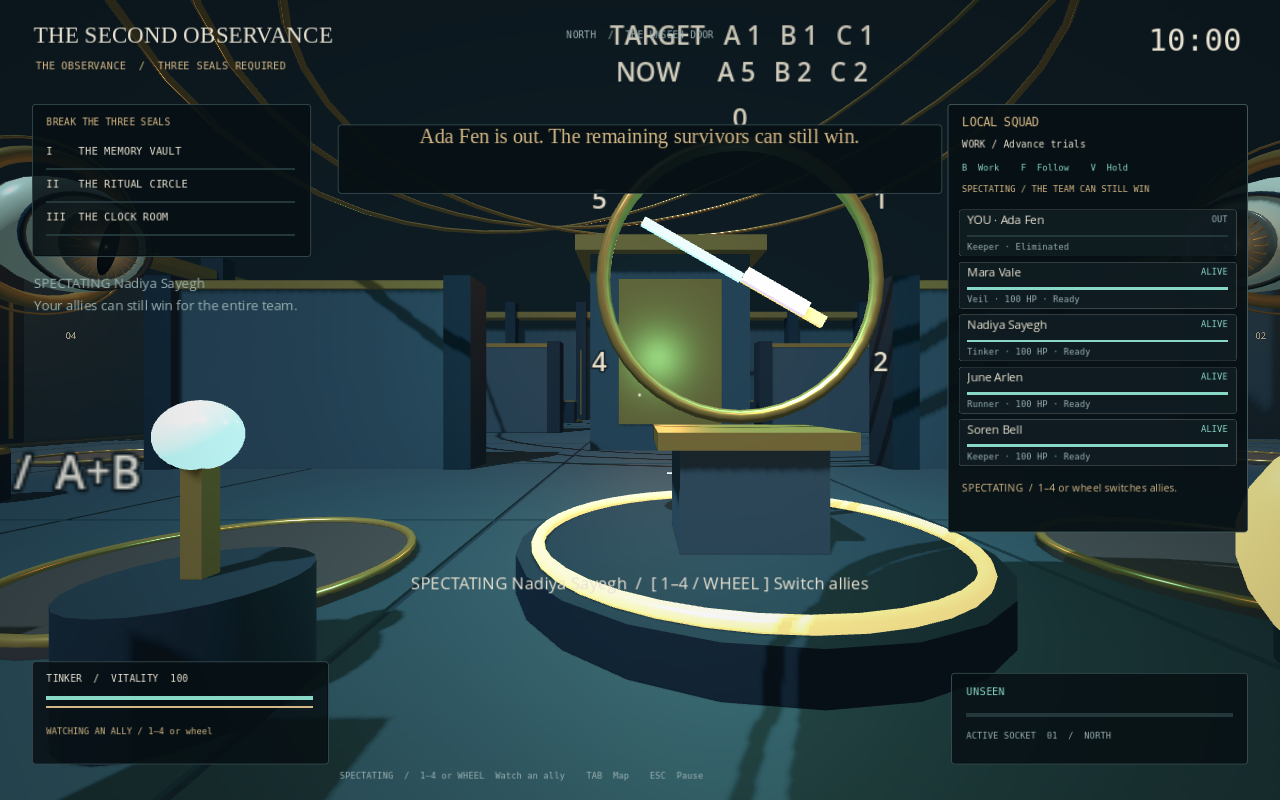 THE SECOND OBSERVANCE
THE OBSERVANCE / THREE SEALS REQUIRED
NORTH / THE UNSEEN DOOR
TARGET A1 B1 C1
NOW A5 B2 C2
10:00
BREAK THE THREE SEALS
I THE MEMORY VAULT
II THE RITUAL CIRCLE
III THE CLOCK ROOM
SPECTATING Nadiya Sayegh
Your allies can still win for the entire team.
04
Ada Fen is out. The remaining survivors can still win.
0
5
1
4
2
/ A+B
LOCAL SQUAD
WORK / Advance trials
B Work F Follow V Hold
SPECTATING / THE TEAM CAN STILL WIN
YOU · Ada Fen OUT
Keeper · Eliminated
Mara Vale ALIVE
Veil · 100 HP · Ready
Nadiya Sayegh ALIVE
Tinker · 100 HP · Ready
June Arlen ALIVE
Runner · 100 HP · Ready
Soren Bell ALIVE
Keeper · 100 HP · Ready
SPECTATING / 1–4 or wheel switches allies.
02
SPECTATING Nadiya Sayegh / [ 1–4 / WHEEL ] Switch allies
TINKER / VITALITY 100
WATCHING AN ALLY / 1–4 or wheel
UNSEEN
ACTIVE SOCKET 01 / NORTH
SPECTATING / 1–4 or WHEEL Watch an ally TAB Map ESC Pause